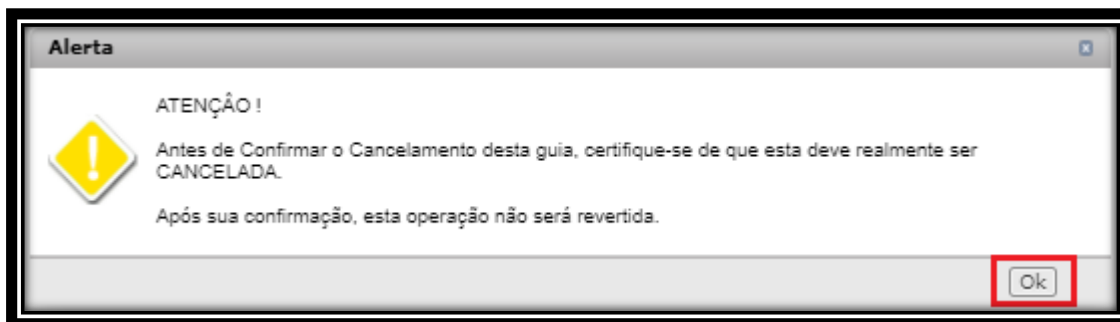 Alerta
ATENÇÂO !
Antes de Confirmar o Cancelamento desta guia, certifique-se de que esta deve realmente ser
CANCELADA.
Após sua confirmação, esta operação não será revertida.
Ok